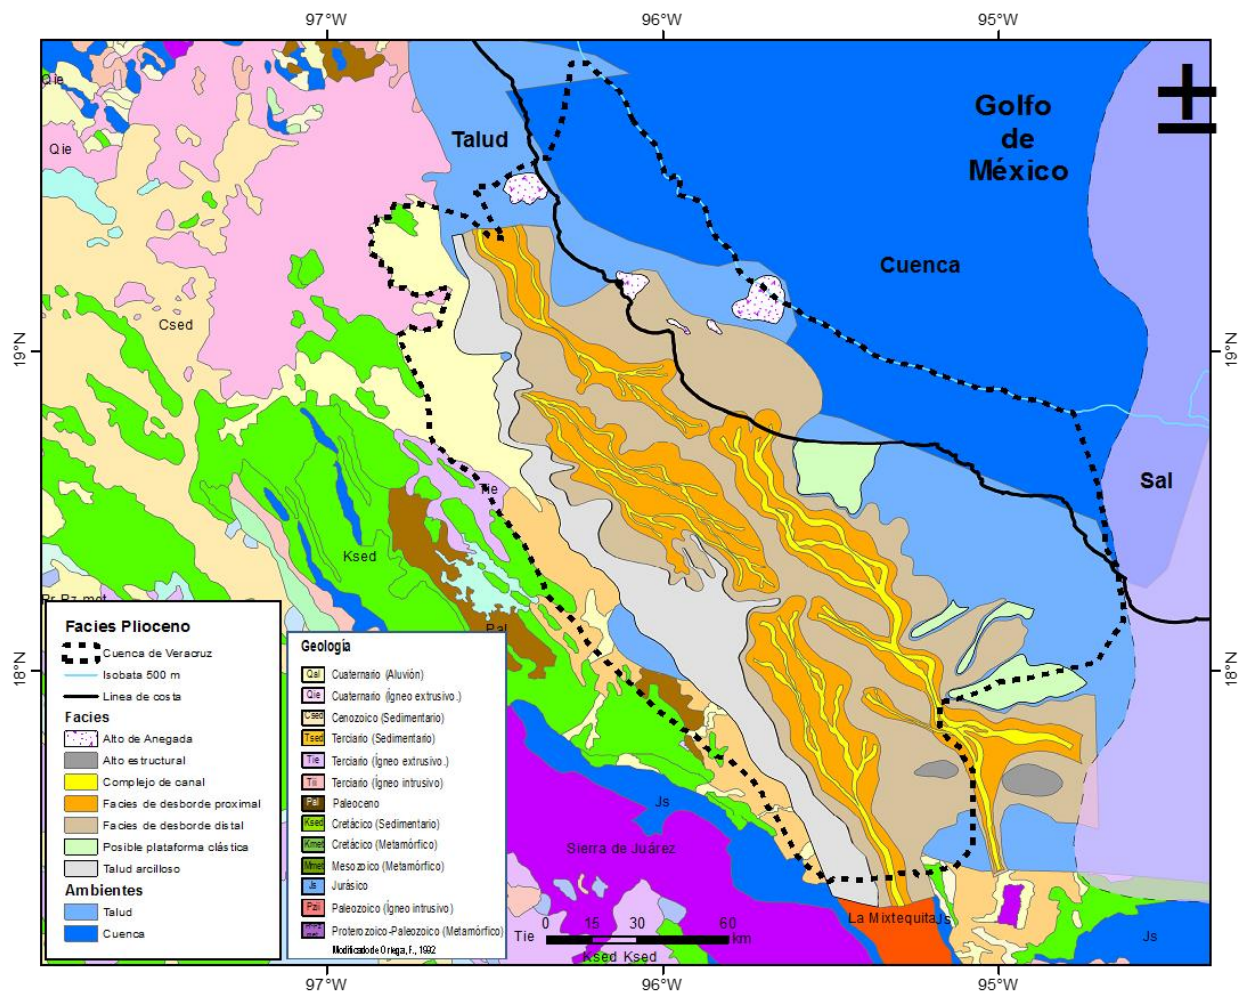 97°W
96°W
95°W
Qie
Qie
Talud
Golfo
de
México
Cuenca
Csed
19°N
19°N
Sal
Tie
Ksed
Pal
18°N
18°N
Facies Plioceno
Cuenca de Veracruz
Isobata 500 m
Linea de costa
Facies
Alto de Anegada
Alto estructural
Complejo de canal
Facies de desborde proximal
Facies de desborde distal
Posible plataforma clástica
Talud arcilloso
Ambientes
Talud
Cuenca
Geología
Qal Cuaternario (Aluvión)
Qie Cuaternario (Ígneo extrusivo.)
Csed Cenozoico (Sedimentario)
Tsed Terciario (Sedimentario)
Tie Terciario (Ígneo extrusivo.)
Tii Terciario (Ígneo intrusivo)
Pal Paleoceno
Ksed Cretácico (Sedimentario)
Kmet Cretácico (Metamórfico)
Mmet Mesozoico (Metamórfico)
Js Jurásico
Pzi Paleozoico (Ígneo intrusivo)
Proterozoico-Paleozoico (Metamórfico)
Modificado de Ortega, F., 1992
Js
Sierra de Juárez
La Mixtequita
Js
Js
Tie
0 15 30 60
km
Ksed Ksed
97°W
96°W
95°W